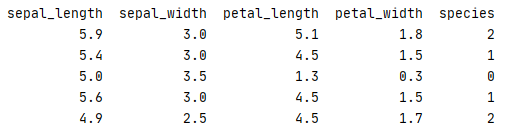 sepal_length sepal_width petal_length petal_width species
5.9 3.0 5.1 1.8 2
5.4 3.0 4.5 1.5 1
5.0 3.5 1.3 0.3 0
5.6 3.0 4.5 1.5 1
4.9 2.5 4.5 1.7 2